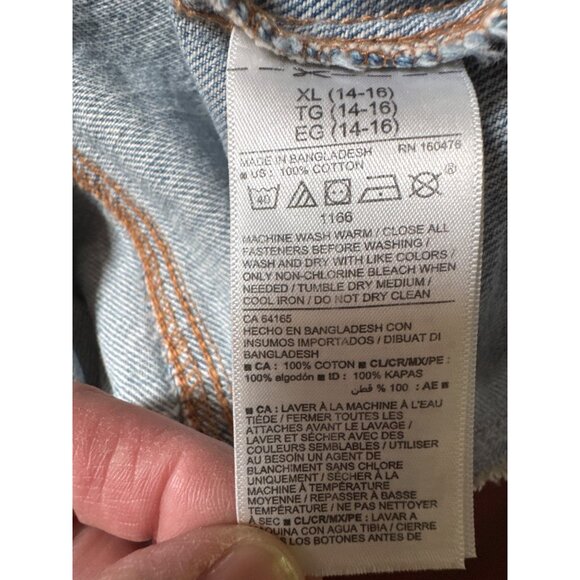 XL (14-16)
TG (14-16)
EG (14-16)
MADE IN BANGLADESH RN 160476
■ US : 100% COTTON
40 ®
1166
MACHINE WASH WARM / CLOSE ALL
FASTENERS BEFORE WASHING /
WASH AND DRY WITH LIKE COLORS /
ONLY NON-CHLORINE BLEACH WHEN
NEEDED / TUMBLE DRY MEDIUM /
COOL IRON / DO NOT DRY CLEAN
CA 64165
HECHO EN BANGLADESH CON
INSUMOS IMPORTADOS / DIBUAT DI
BANGLADESH
■ CA : 100% COTON ■ CL/CR/MX/PE :
100% algodón ■ ID : 100% KAPAS
قطن % 100 : AE ■
■ CA : LAVER À LA MACHINE À L'EAU
TIÈDE / FERMER TOUTES LES
ATTACHES AVANT LE LAVAGE /
LAVER ET SÉCHER AVEC DES
COULEURS SEMBLABLES / UTILISER
AU BESOIN UN AGENT DE
BLANCHIMENT SANS CHLORE
UNIQUEMENT / SÉCHER À LA
MACHINE À TEMPÉRATURE
MOYENNE / REPASSER À BASSE
TEMPÉRATURE / NE PAS NETTOYER
À SEC ■ CL/CR/MX/PE : LAVAR A
MÁQUINA CON AGUA TIBIA / CIERRE
LOS BOTONES ANTES DE